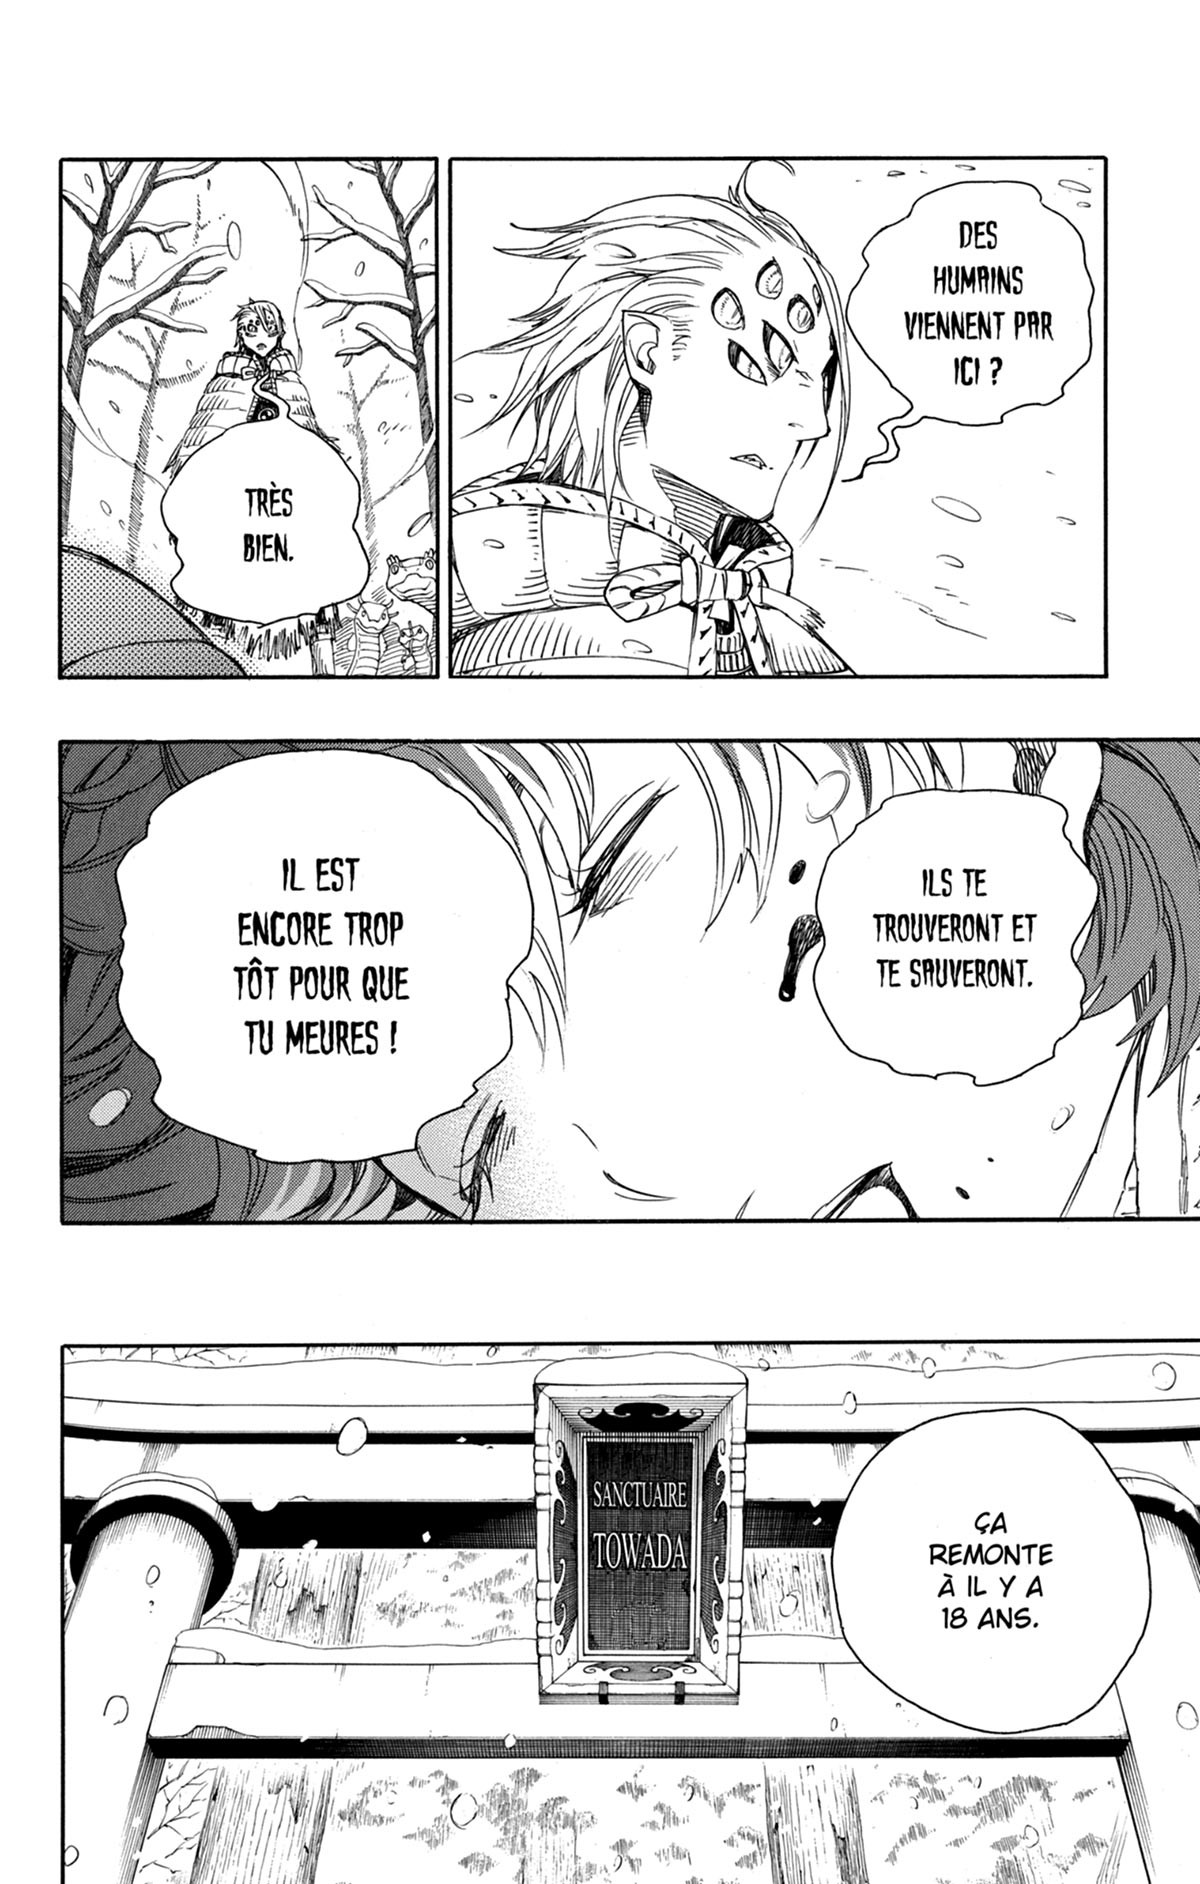 DES
HUMAINS
VIENNENT PAR
ICI ?
TRÈS
BIEN.
ILS TE
TROUVERONT ET
TE SAUVERONT.
IL EST
ENCORE TROP
TÔT POUR QUE
TU MEURES !
ÇA
REMONTE
À IL Y A
18 ANS.
SANCTUAIRE
TOWADA